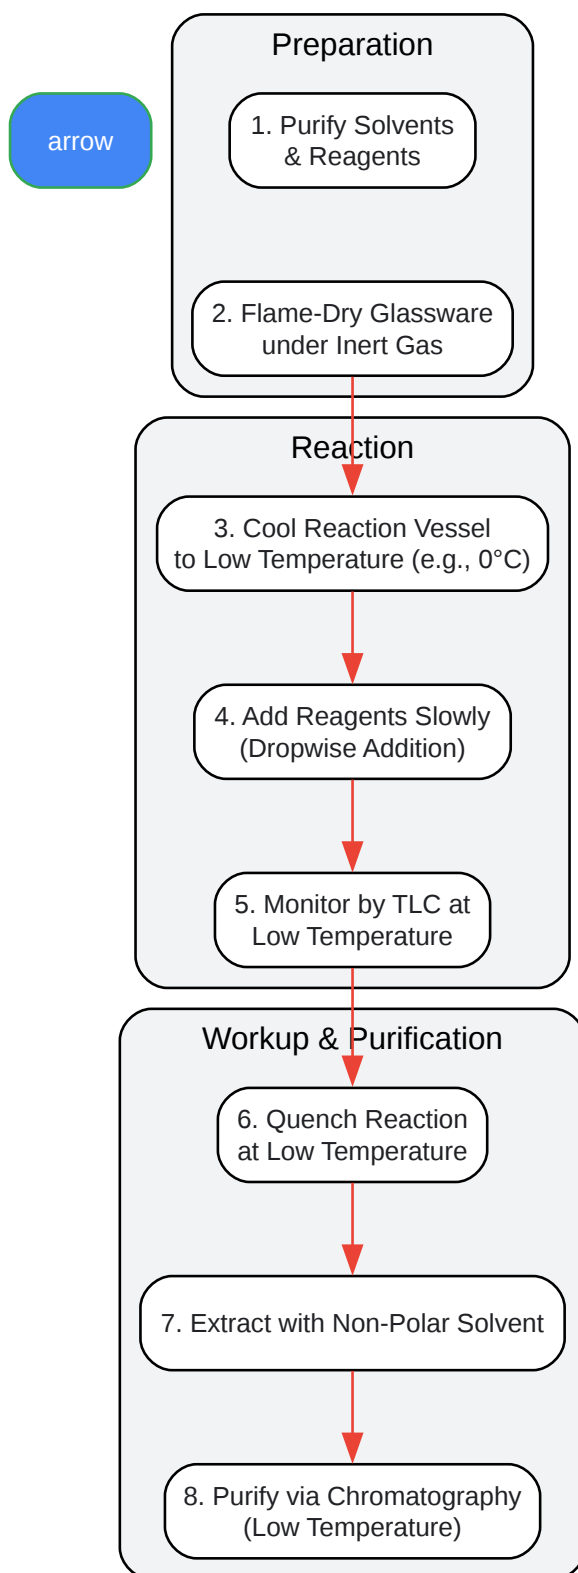 Preparation
arrow
1. Purify Solvents
& Reagents
2. Flame-Dry Glassware
under Inert Gas
Reaction
3. Cool Reaction Vessel
to Low Temperature (e.g., 0°C)
4. Add Reagents Slowly
(Dropwise Addition)
5. Monitor by TLC at
Low Temperature
Workup & Purification
6. Quench Reaction
at Low Temperature
7. Extract with Non-Polar Solvent
8. Purify via Chromatography
(Low Temperature)